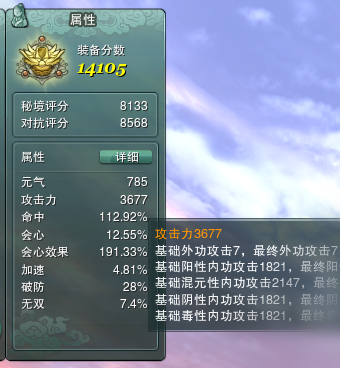 属性
装备分数
14105
秘境评分 8133
对抗评分 8568
属性 详细
元气 785
攻击力 3677
命中 112.92%
会心 12.55%
会心效果 191.33%
加速 4.81%
破防 28%
无双 7.4%
攻击力3677
基础外功攻击7，最终外功攻击7
基础阳性内功攻击1821，最终阳
基础混元性内功攻击2147，最终
基础阴性内功攻击1821，最终阴
基础毒性内功攻击1821，最终